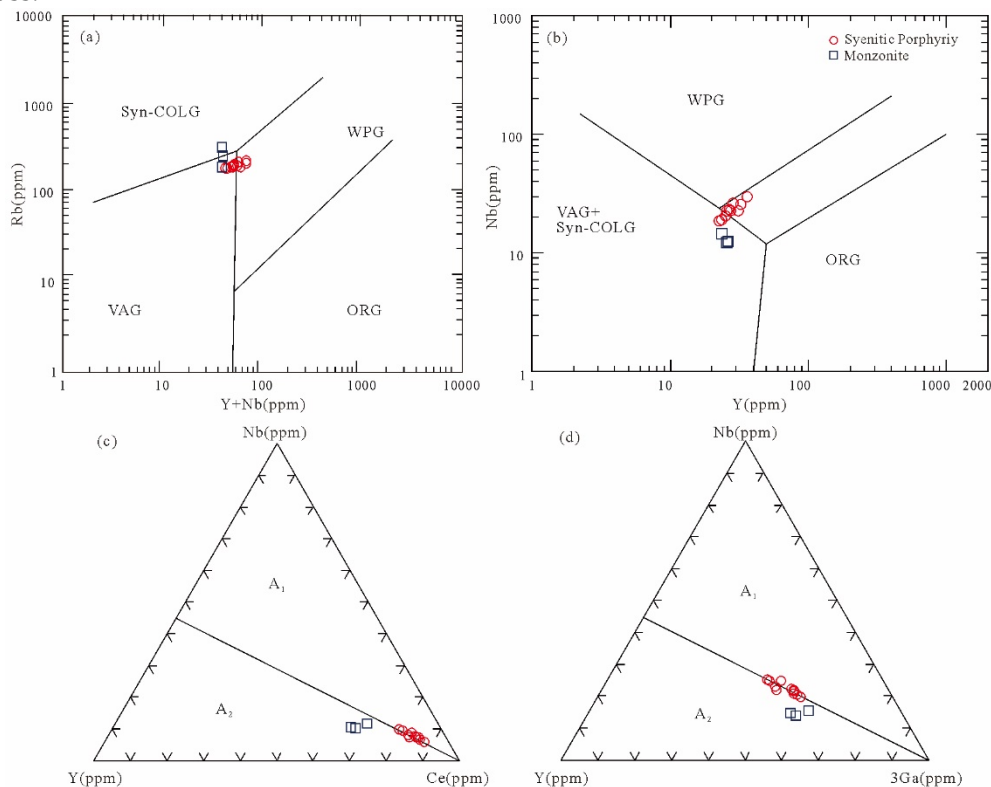 (a)
10000
1000
100
10
1
Rb(ppm)
Syn-COLG
WPG
VAG
ORG
1
10
100
1000
10000
Y+Nb(ppm)
(b)
1000
100
10
1
Nb(ppm)
Syenitic Porphyriy
Monzonite
WPG
VAG+
Syn-COLG
ORG
1
10
100
1000
2000
Y(ppm)
(c)
Nb(ppm)
A₁
A₂
Y(ppm)
Ce(ppm)
(d)
Nb(ppm)
A₁
A₂
Y(ppm)
3Ga(ppm)